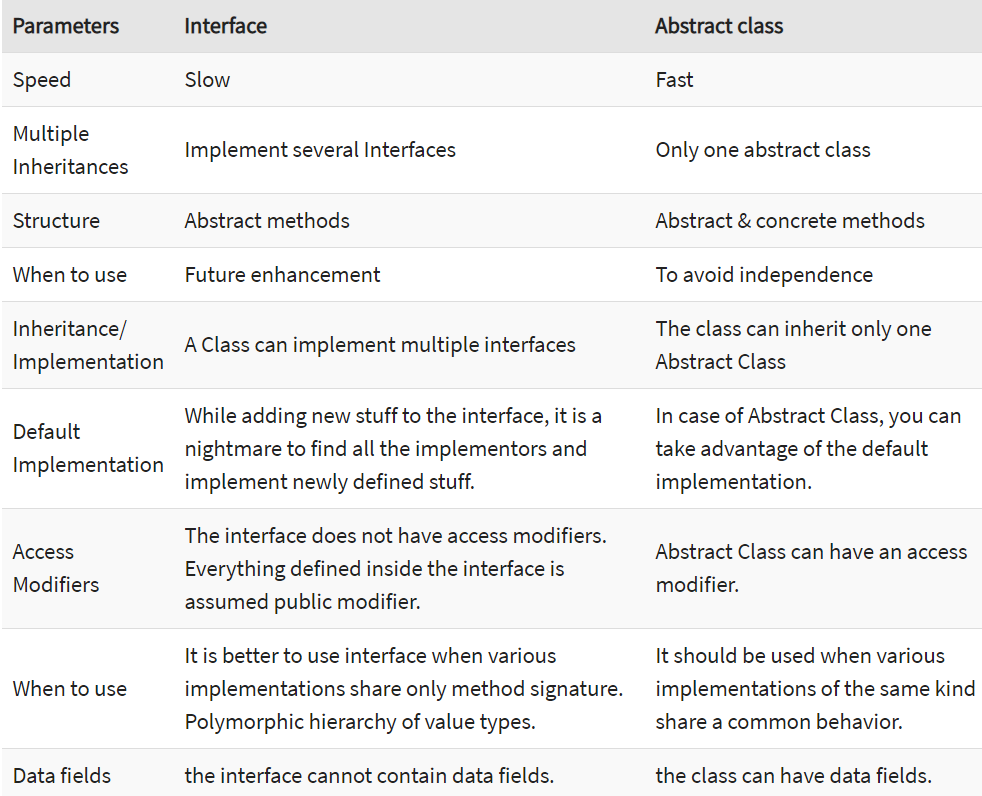 Parameters Interface Abstract class
Speed Slow Fast
Multiple
Inheritances
Implement several Interfaces
Only one abstract class
Structure Abstract methods Abstract & concrete methods
When to use Future enhancement To avoid independence
Inheritance/
Implementation
A Class can implement multiple interfaces
The class can inherit only one
Abstract Class
Default
Implementation
While adding new stuff to the interface, it is a
nightmare to find all the implementors and
implement newly defined stuff.
In case of Abstract Class, you can
take advantage of the default
implementation.
Access
Modifiers
The interface does not have access modifiers.
Everything defined inside the interface is
assumed public modifier.
Abstract Class can have an access
modifier.
When to use
It is better to use interface when various
implementations share only method signature.
Polymorphic hierarchy of value types.
It should be used when various
implementations of the same kind
share a common behavior.
Data fields the interface cannot contain data fields. the class can have data fields.